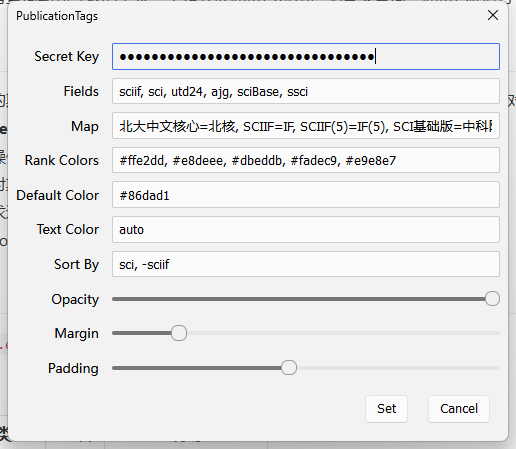 PublicationTags
Secret Key ●●●●●●●●●●●●●●●●●●●●●●●●●●●●●●●●
Fields sciif, sci, utd24, ajg, sciBase, ssci
Map 北大中文核心=北核, SCIIF=IF, SCIIF(5)=IF(5), SCI基础版=中科
Rank Colors #ffe2dd, #e8deee, #dbeddb, #fadec9, #e9e8e7
Default Color #86dad1
Text Color auto
Sort By sci, -sciif
Opacity
Margin
Padding
Set Cancel